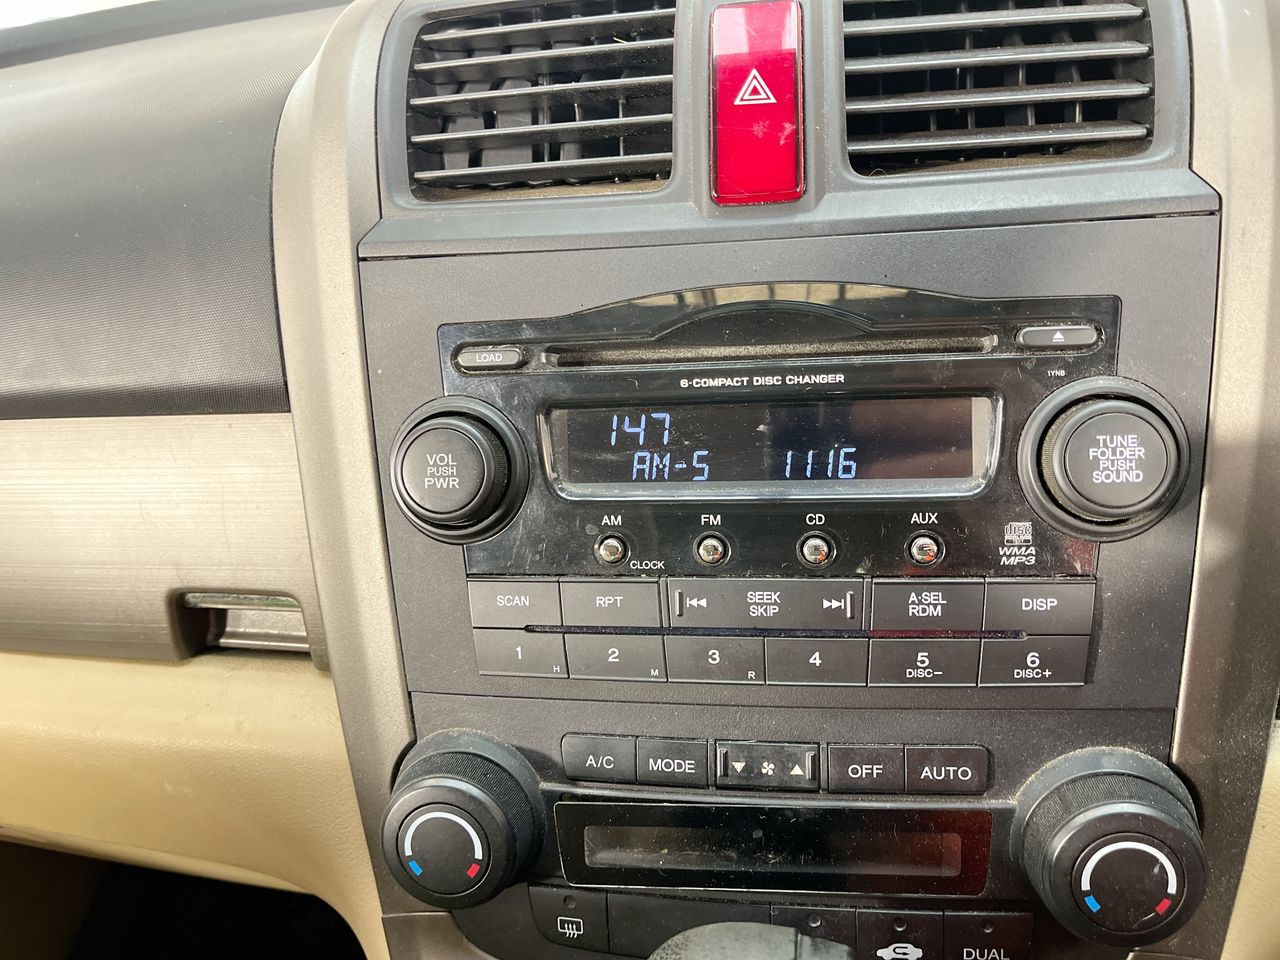 LOAD
1YNB
6-COMPACT DISC CHANGER
147
AM-5 1116
VOL
PUSH
PWR
TUNE
FOLDER
PUSH
SOUND
AM FM CD AUX
CLOCK
WMA
MP3
SCAN RPT SEEK SKIP A·SEL RDM DISP
1 H 2 M 3 R 4 5 DISC− 6 DISC+
A/C MODE OFF AUTO
DUAL